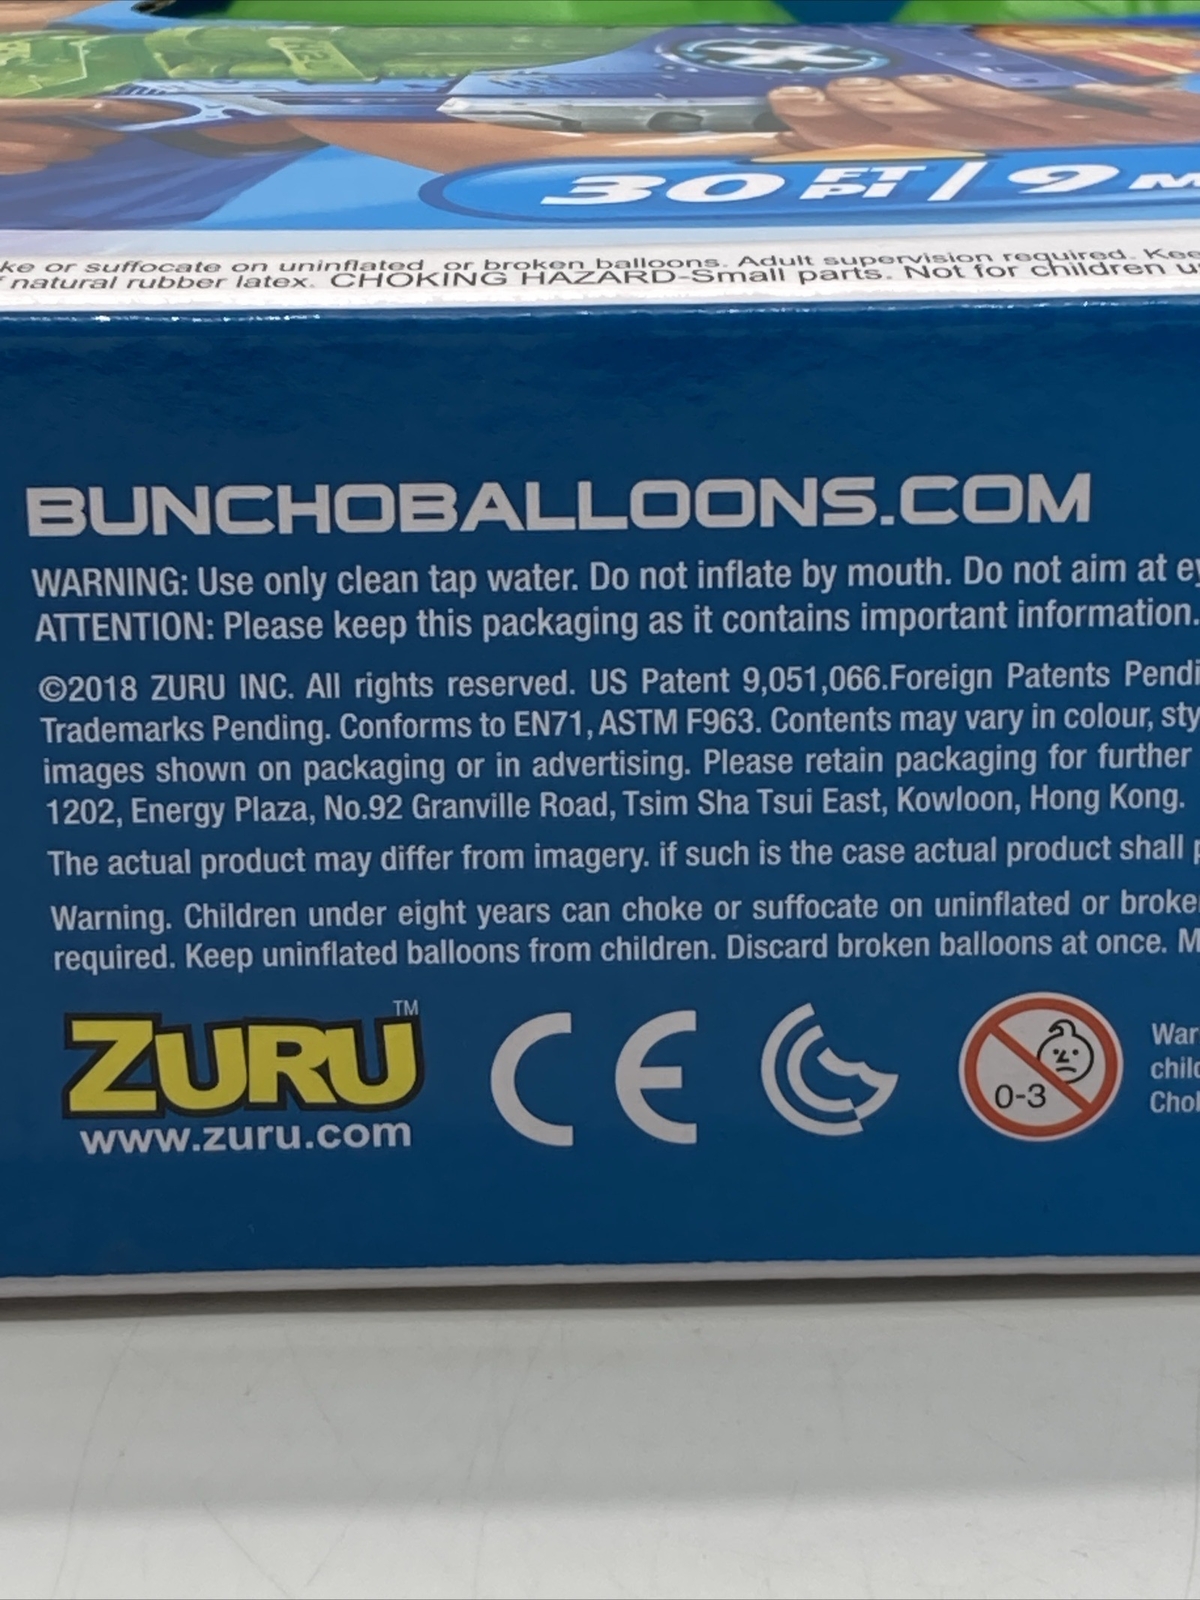 30 FT PI / 9 M
or suffocate on uninflated or broken balloons. Adult supervision required.
natural rubber latex. CHOKING HAZARD-Small parts. Not for children
BUNCHOBALLOONS.COM
WARNING: Use only clean tap water. Do not inflate by mouth. Do not aim at
ATTENTION: Please keep this packaging as it contains important information.
©2018 ZURU INC. All rights reserved. US Patent 9,051,066.Foreign Patents
Trademarks Pending. Conforms to EN71, ASTM F963. Contents may vary in colour,
images shown on packaging or in advertising. Please retain packaging for further
1202, Energy Plaza, No.92 Granville Road, Tsim Sha Tsui East, Kowloon, Hong Kong.
The actual product may differ from imagery. if such is the case actual product shall
Warning. Children under eight years can choke or suffocate on uninflated or
required. Keep uninflated balloons from children. Discard broken balloons at once.
ZURU™
www.zuru.com
CE
0-3